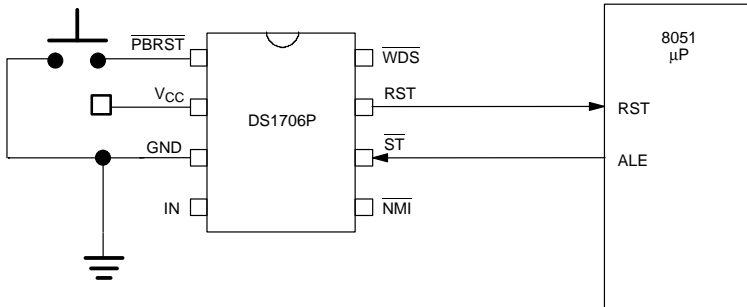 PBRST
VCC
GND
IN
DS1706P
WDS
RST
ST
NMI
8051
μP
RST
ALE